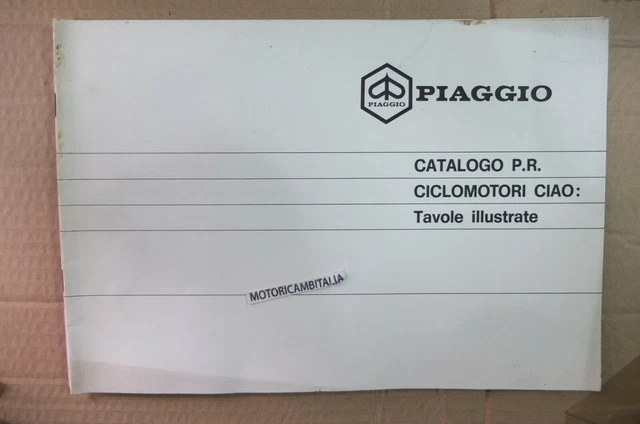 PIAGGIO
PIAGGIO
CATALOGO P.R.
CICLOMOTORI CIAO:
Tavole illustrate
MOTORICAMBITALIA